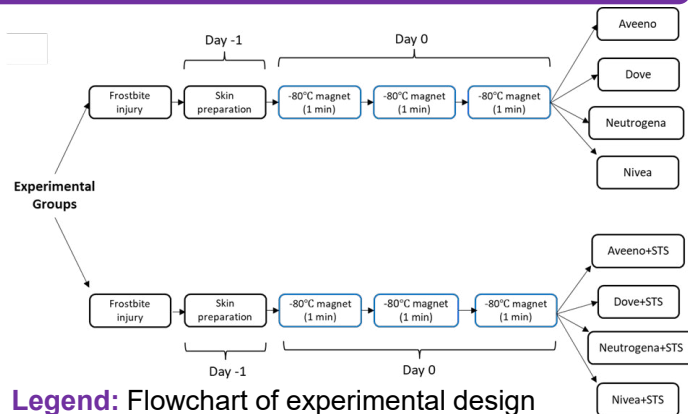 Day -1
Day 0
Frostbite
injury
Skin
preparation
-80°C magnet
(1 min)
-80°C magnet
(1 min)
-80°C magnet
(1 min)
Aveeno
Dove
Neutrogena
Nivea
Experimental
Groups
Frostbite
injury
Skin
preparation
-80°C magnet
(1 min)
-80°C magnet
(1 min)
-80°C magnet
(1 min)
Aveeno+STS
Dove+STS
Neutrogena+STS
Nivea+STS
Day -1
Day 0
Legend: Flowchart of experimental design